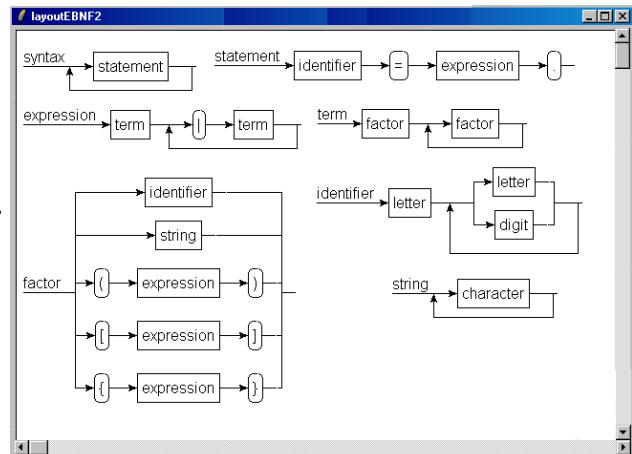 layoutEBNF2
syntax statement
statement identifier = expression .
expression term | term
term factor factor
factor
identifier
string
( expression )
[ expression ]
{ expression }
identifier letter letter
digit
string character